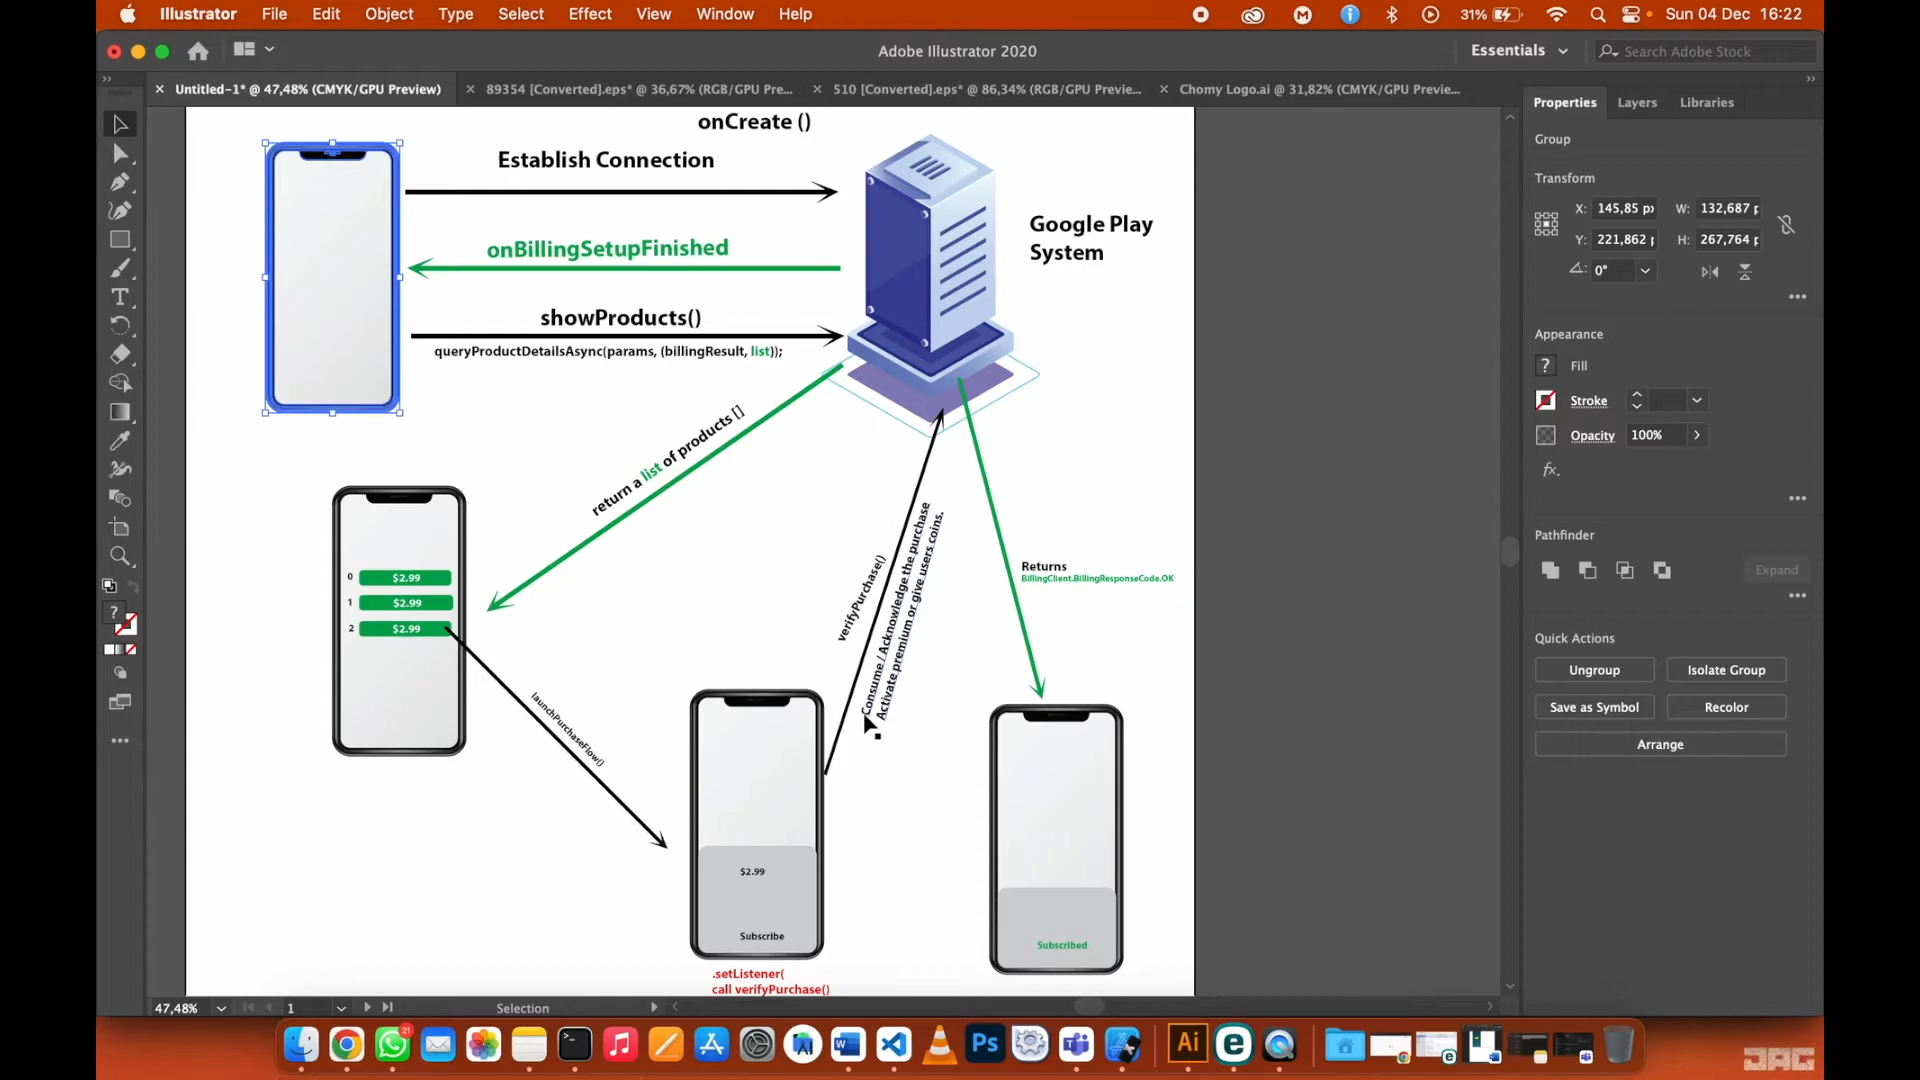 Illustrator File Edit Object Type Select Effect View Window Help 31% Sun 04 Dec 16:22
Adobe Illustrator 2020
Essentials
Search Adobe Stock
Untitled-1* @ 47,48% (CMYK/GPU Preview)
89354 [Converted].eps* @ 36,67% (RGB/GPU Pre...
510 [Converted].eps* @ 86,34% (RGB/GPU Previe...
Chomy Logo.ai @ 31,82% (CMYK/GPU Previe...
onCreate ()
Establish Connection
onBillingSetupFinished
showProducts()
queryProductDetailsAsync(params, (billingResult, list));
Google Play
System
return a list of products []
0 $2.99
1 $2.99
2 $2.99
launchPurchaseFlow()
verifyPurchase()
Consume / Acknowledge the purchase
Activate premium or give users coins.
Returns
BillingClient.BillingResponseCode.OK
$2.99
Subscribe
.setListener(
call verifyPurchase()
Subscribed
Properties Layers Libraries
Group
Transform
X: 145,85 px W: 132,687 p
Y: 221,862 p H: 267,764 p
0°
Appearance
? Fill
Stroke
Opacity 100%
fx.
Pathfinder
Expand
Quick Actions
Ungroup Isolate Group
Save as Symbol Recolor
Arrange
47,48% 1 Selection
21
Ps
Ai
JAG